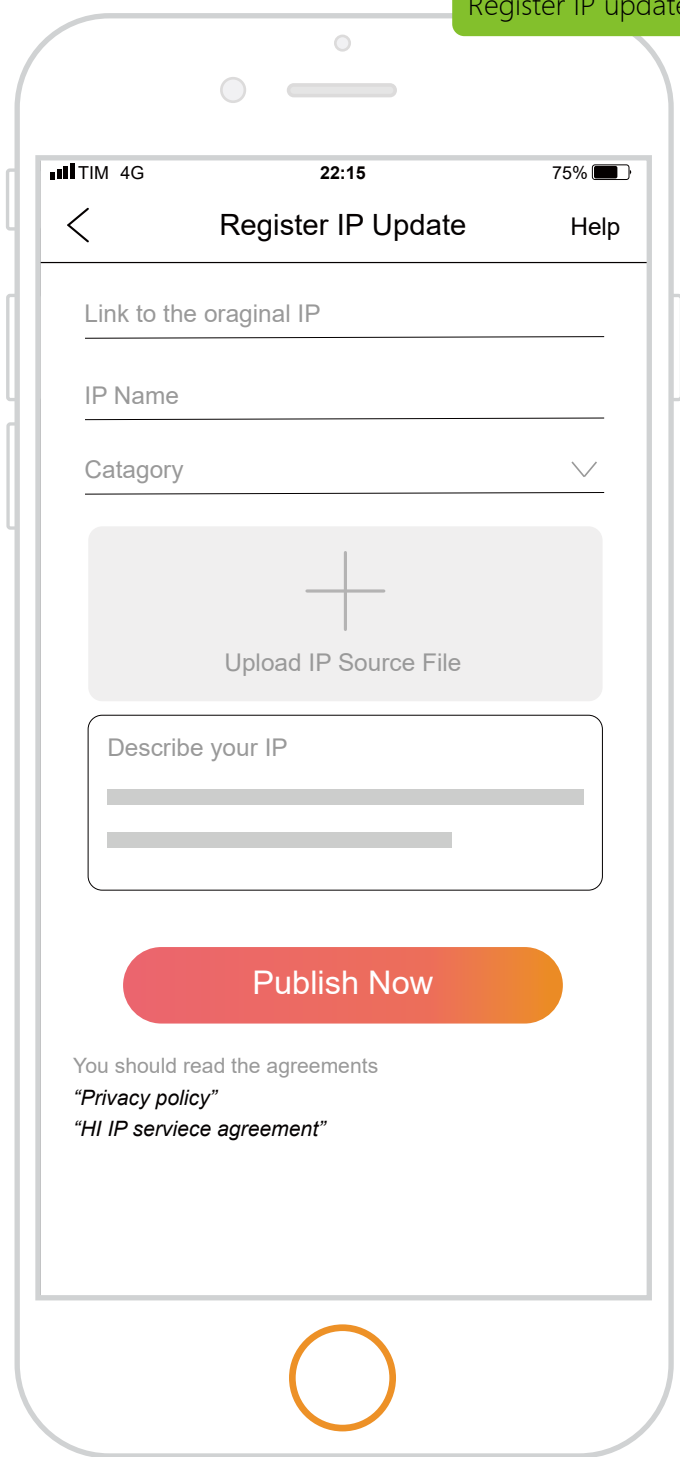 Register IP update
TIM 4G 22:15 75%
Register IP Update Help
Link to the oraginal IP
IP Name
Catagory
Upload IP Source File
Describe your IP
Publish Now
You should read the agreements
“Privacy policy”
“HI IP serviece agreement”